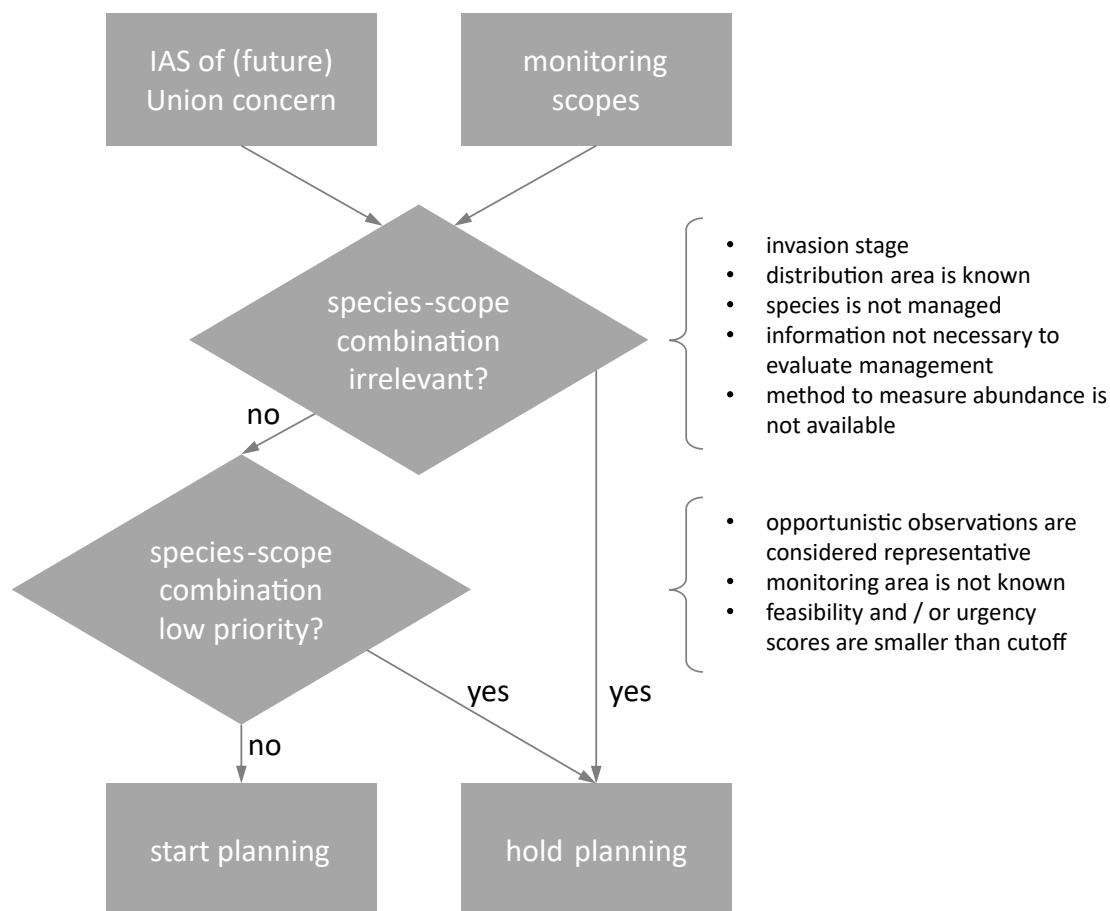 IAS of (future)
Union concern
monitoring
scopes
species-scope
combination
irrelevant?
• invasion stage
• distribution area is known
• species is not managed
• information not necessary to
evaluate management
• method to measure abundance is
not available
no
species-scope
combination
low priority?
• opportunistic observations are
considered representative
• monitoring area is not known
• feasibility and / or urgency
scores are smaller than cutoff
yes
yes
no
start planning
hold planning